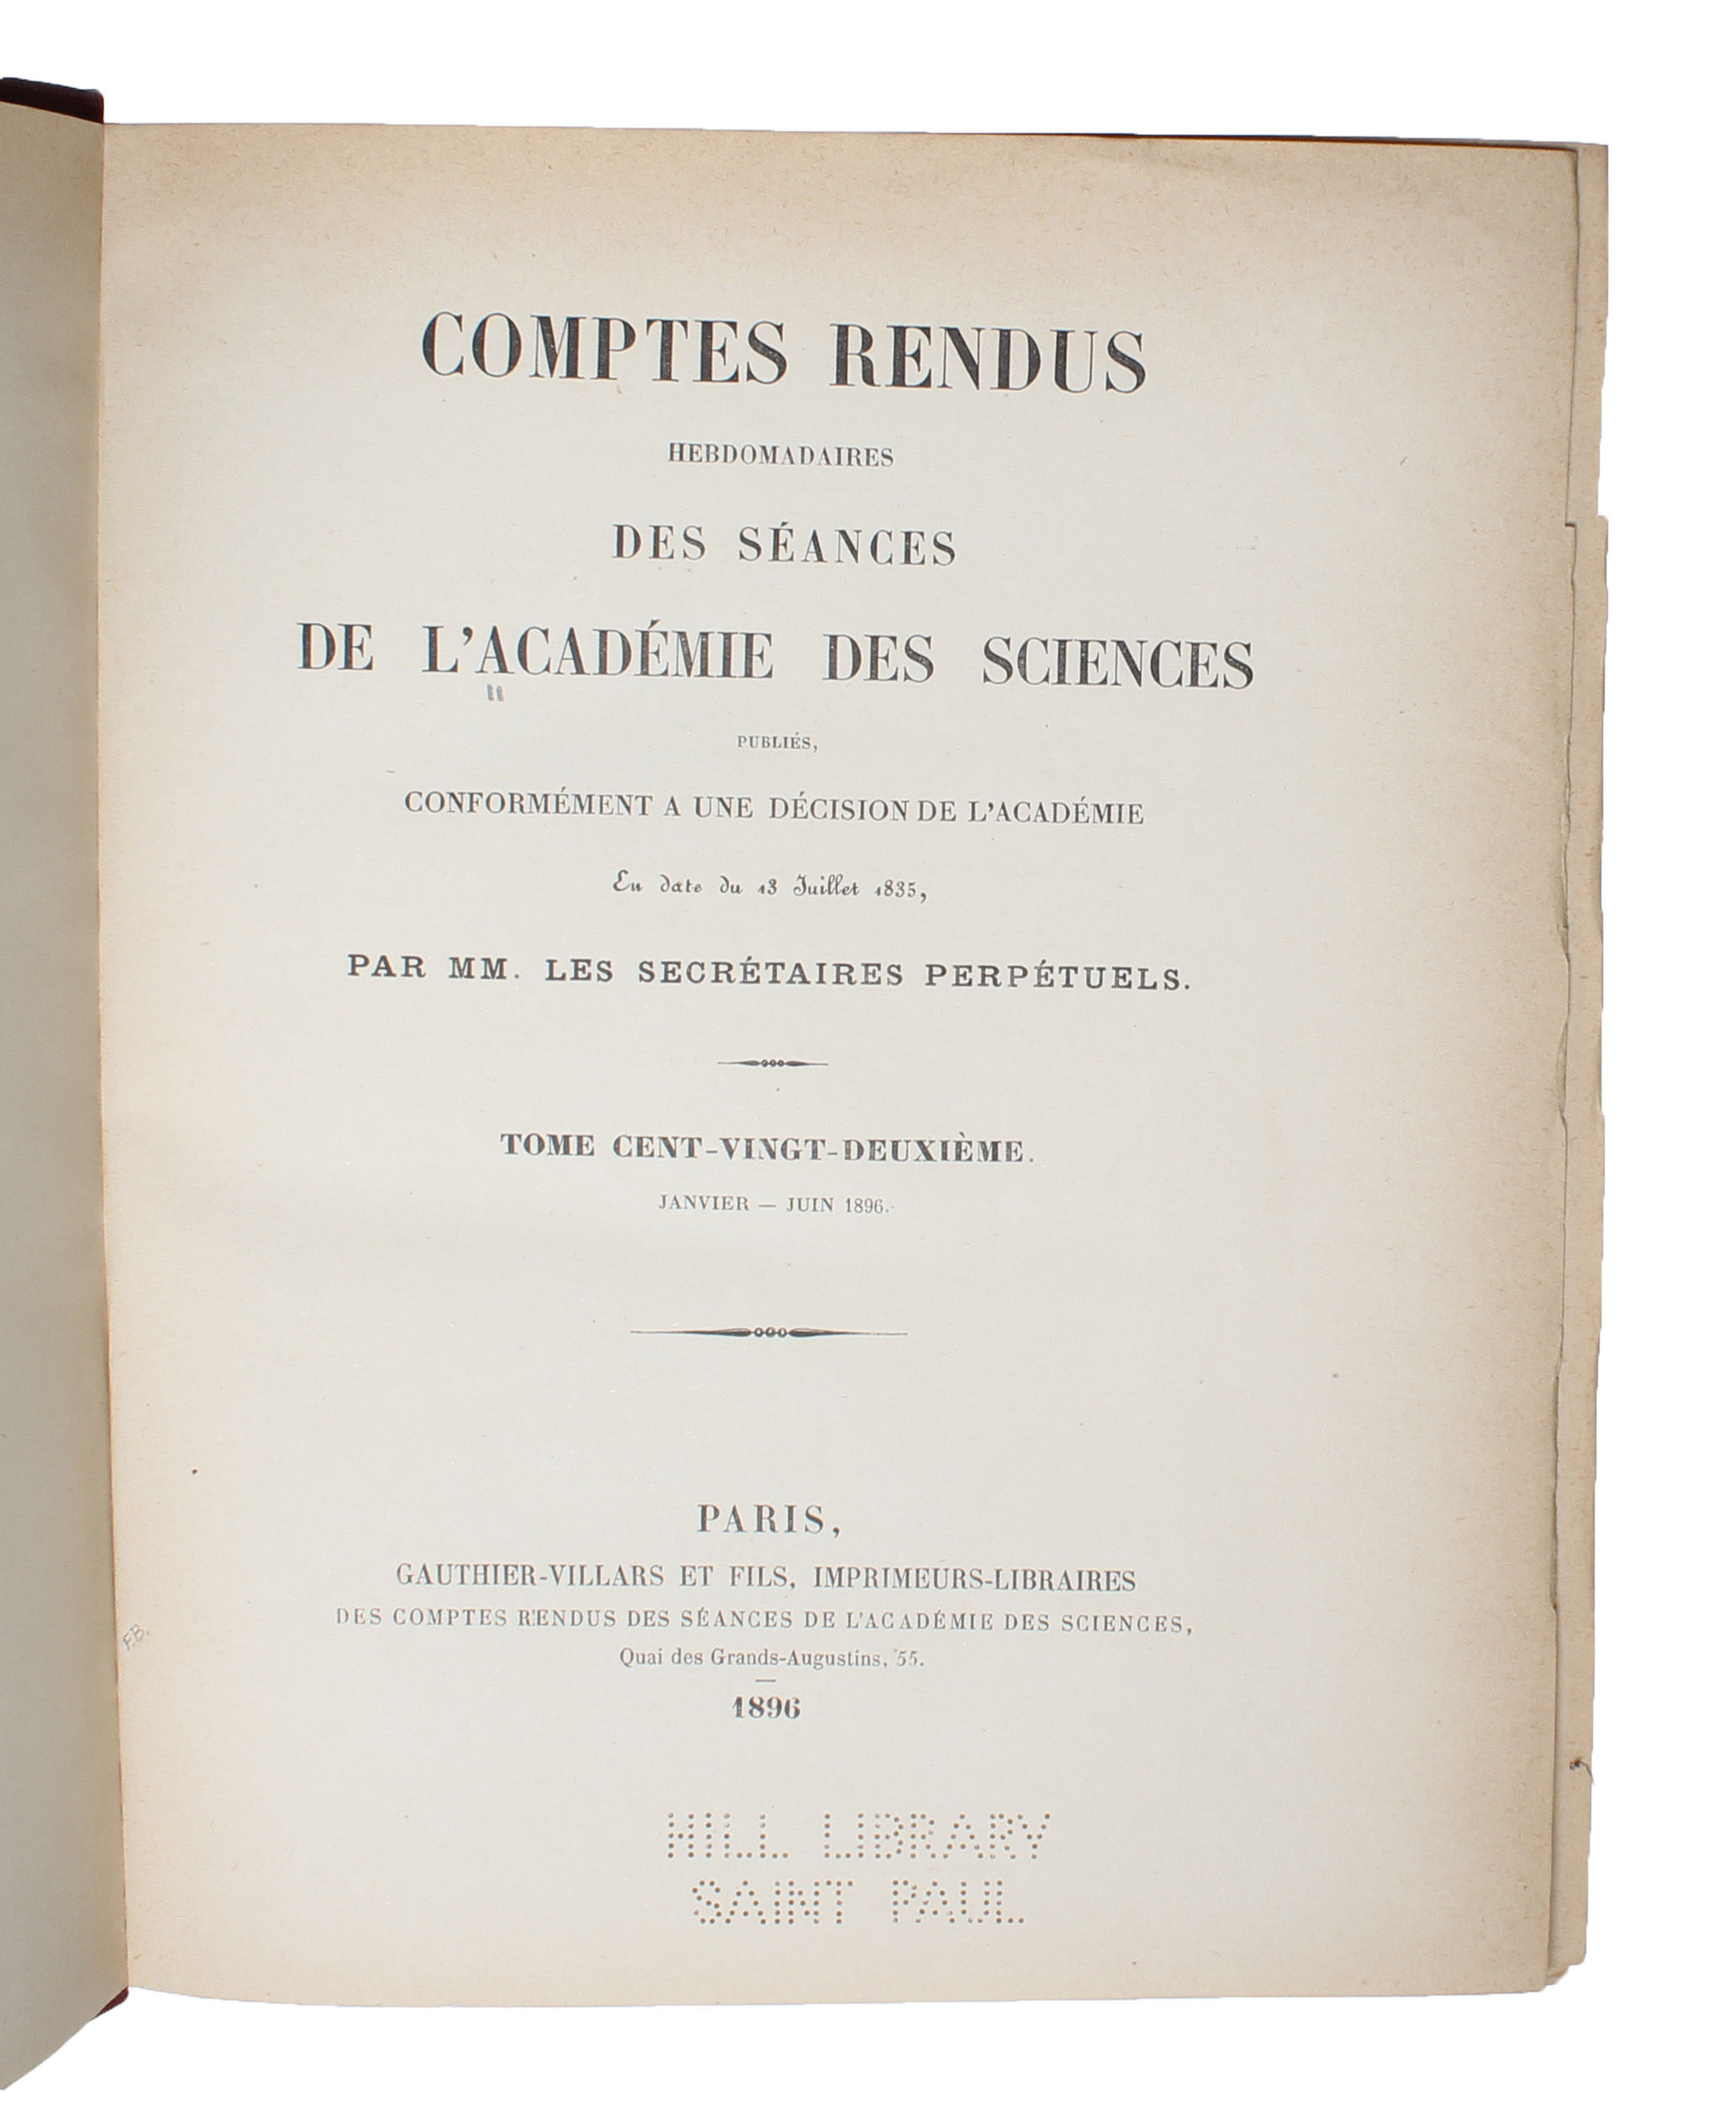 COMPTES RENDUS
HEBDOMADAIRES
DES SÉANCES
DE L'ACADÉMIE DES SCIENCES
PUBLIÉS,
CONFORMÉMENT A UNE DÉCISION DE L'ACADÉMIE
En date du 13 Juillet 1835,
PAR MM. LES SECRÉTAIRES PERPÉTUELS.
TOME CENT-VINGT-DEUXIÈME.
JANVIER — JUIN 1896.
PARIS,
GAUTHIER-VILLARS ET FILS, IMPRIMEURS-LIBRAIRES
DES COMPTES RENDUS DES SÉANCES DE L'ACADÉMIE DES SCIENCES,
Quai des Grands-Augustins, 55.
1896
HILL LIBRARY
SAINT PAUL
F.B.